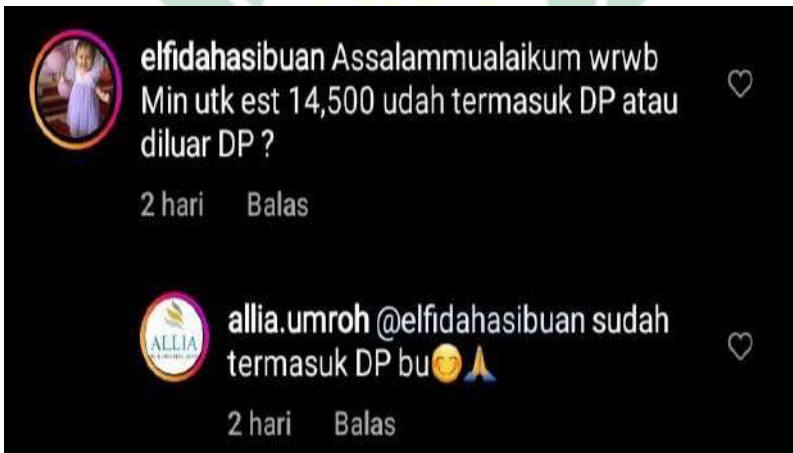 elfidahasibuan Assalammualaikum wrwb
Min utk est 14,500 udah termasuk DP atau
diluar DP ?
2 hari Balas
ALLIA
allia.umroh @elfidahasibuan sudah
termasuk DP bu😊🙏
2 hari Balas